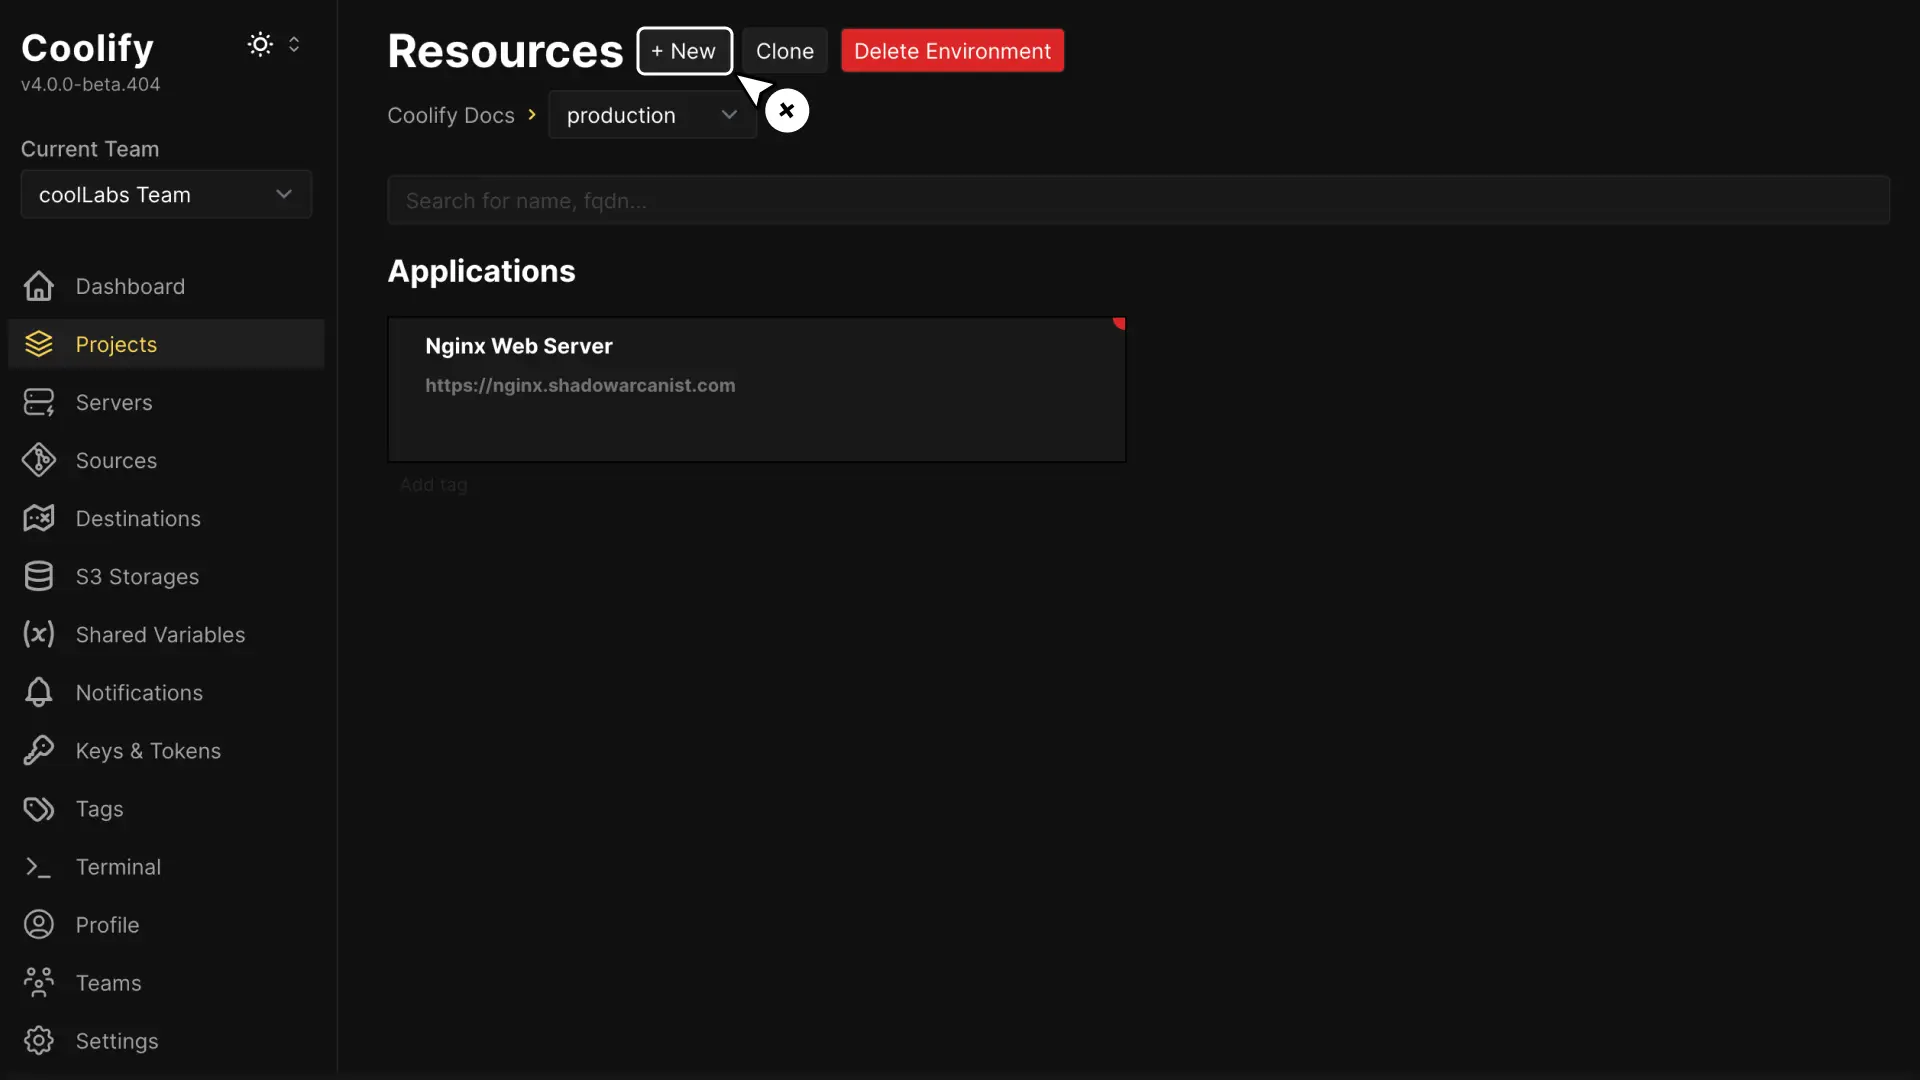 Coolify
v4.0.0-beta.404
Current Team
coolLabs Team
Dashboard
Projects
Servers
Sources
Destinations
S3 Storages
Shared Variables
Notifications
Keys & Tokens
Tags
Terminal
Profile
Teams
Settings
Resources + New Clone Delete Environment
Coolify Docs > production
Search for name, fqdn...
Applications
Nginx Web Server
https://nginx.shadowarcanist.com
Add tag